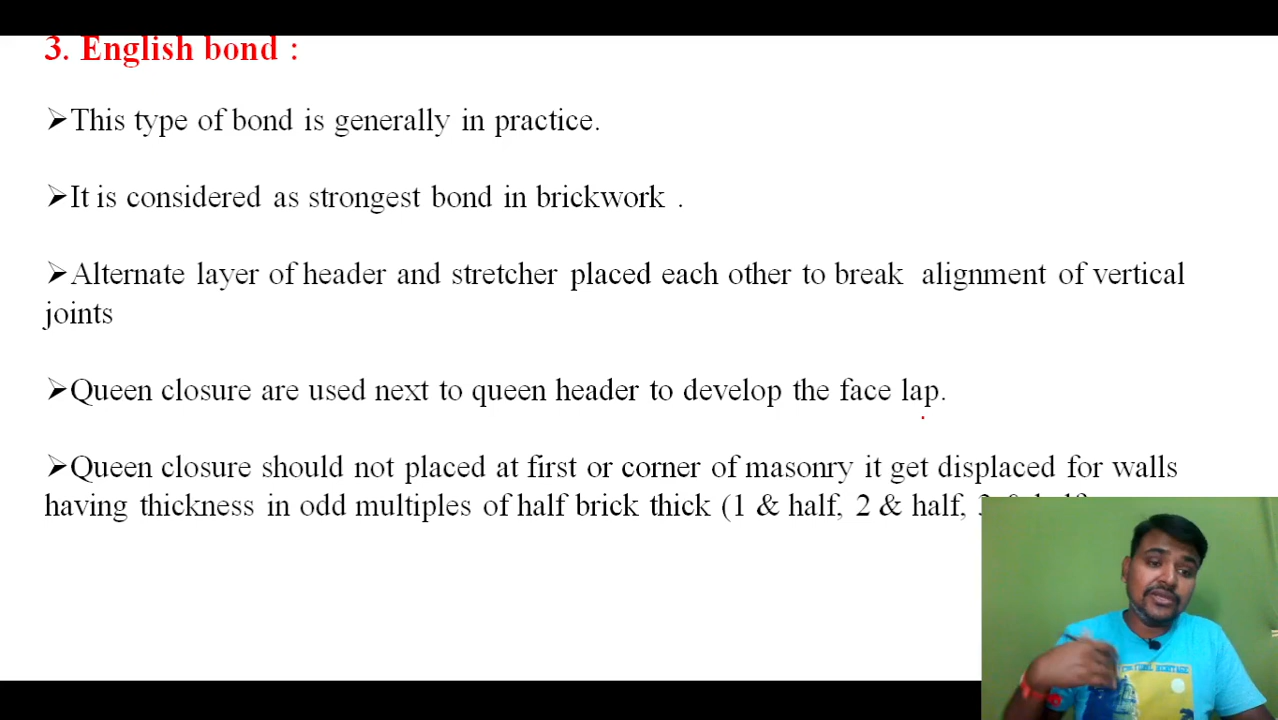 3. English bond :
➢This type of bond is generally in practice.
➢It is considered as strongest bond in brickwork .
➢Alternate layer of header and stretcher placed each other to break alignment of vertical
joints
➢Queen closure are used next to queen header to develop the face lap.
➢Queen closure should not placed at first or corner of masonry it get displaced for walls
having thickness in odd multiples of half brick thick (1 & half, 2 & half, 3 & half